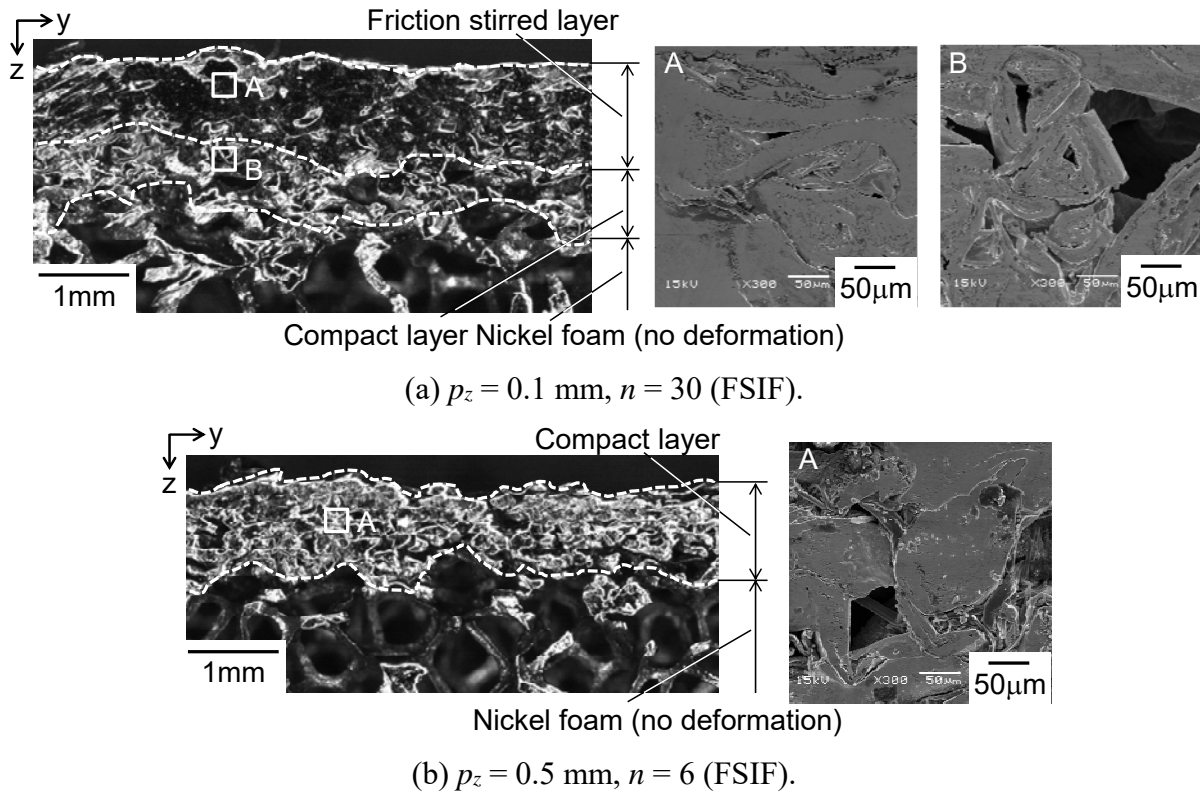 y
z
Friction stirred layer
A
B
1mm
Compact layer Nickel foam (no deformation)
A
15kV X300 50μm
50μm
B
15kV X300 50μm
50μm
(a) pz = 0.1 mm, n = 30 (FSIF).
y
z
Compact layer
A
1mm
Nickel foam (no deformation)
A
15kV X300 50μm
50μm
(b) pz = 0.5 mm, n = 6 (FSIF).